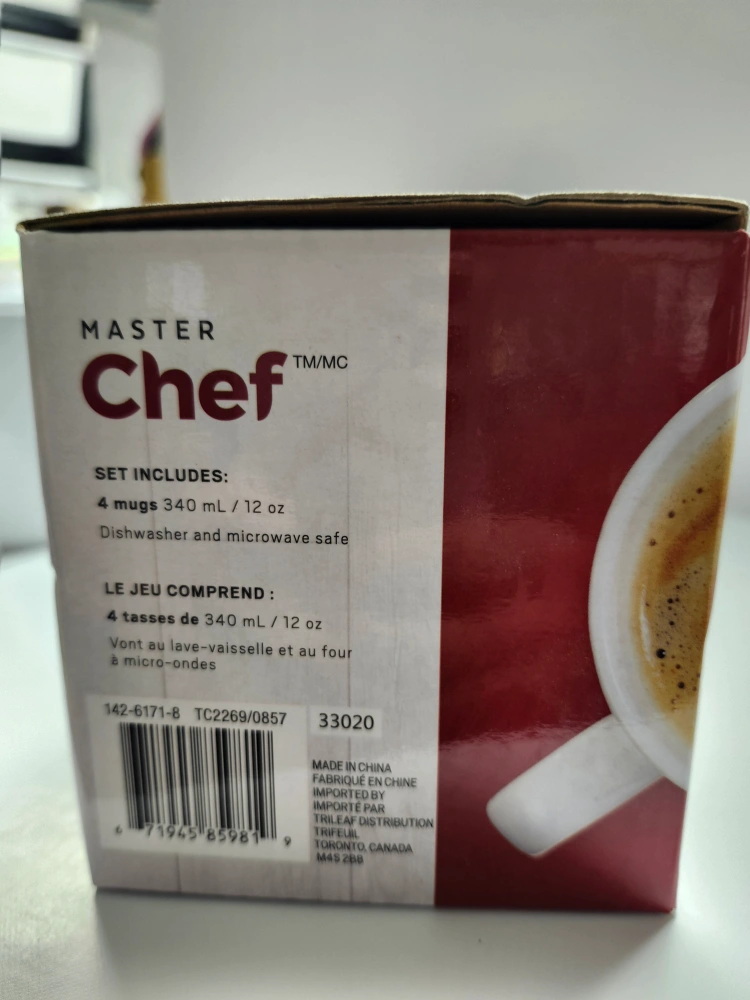 MASTER
Chef TM/MC
SET INCLUDES:
4 mugs 340 mL / 12 oz
Dishwasher and microwave safe
LE JEU COMPREND :
4 tasses de 340 mL / 12 oz
Vont au lave-vaisselle et au four
à micro-ondes
142-6171-8 TC2269/0857
33020
6 71945 85981 9
MADE IN CHINA
FABRIQUÉ EN CHINE
IMPORTED BY
IMPORTÉ PAR
TRILEAF DISTRIBUTION
TRIFEUIL
TORONTO, CANADA
M4S 2B8